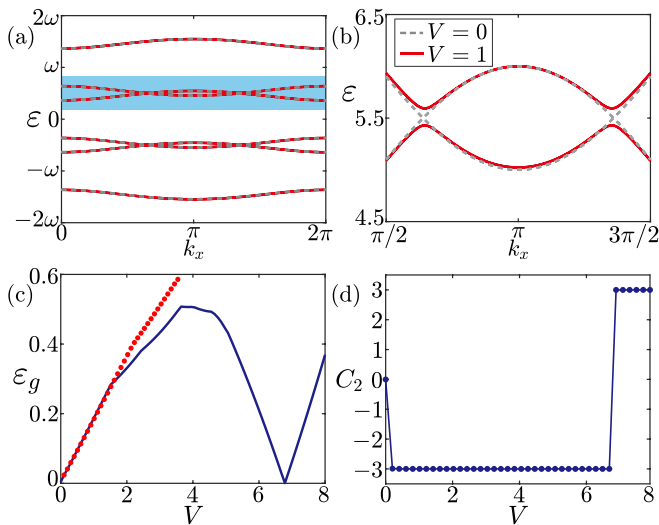 (a)
2ω
ω
ε 0
−ω
−2ω
0 π 2π
k_x
(b)
V = 0
V = 1
6.5
ε 5.5
4.5
π/2 π 3π/2
k_x
(c)
0.6
0.4
ε_g
0.2
0
0 2 4 6 8
V
(d)
3
2
1
C_2 0
−1
−2
−3
0 2 4 6 8
V